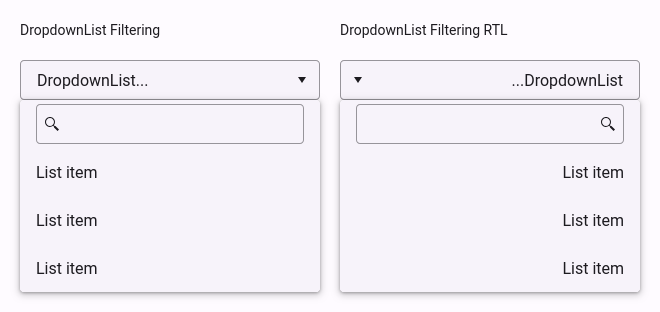 DropdownList Filtering
DropdownList...
List item
List item
List item
DropdownList Filtering RTL
...DropdownList
List item
List item
List item